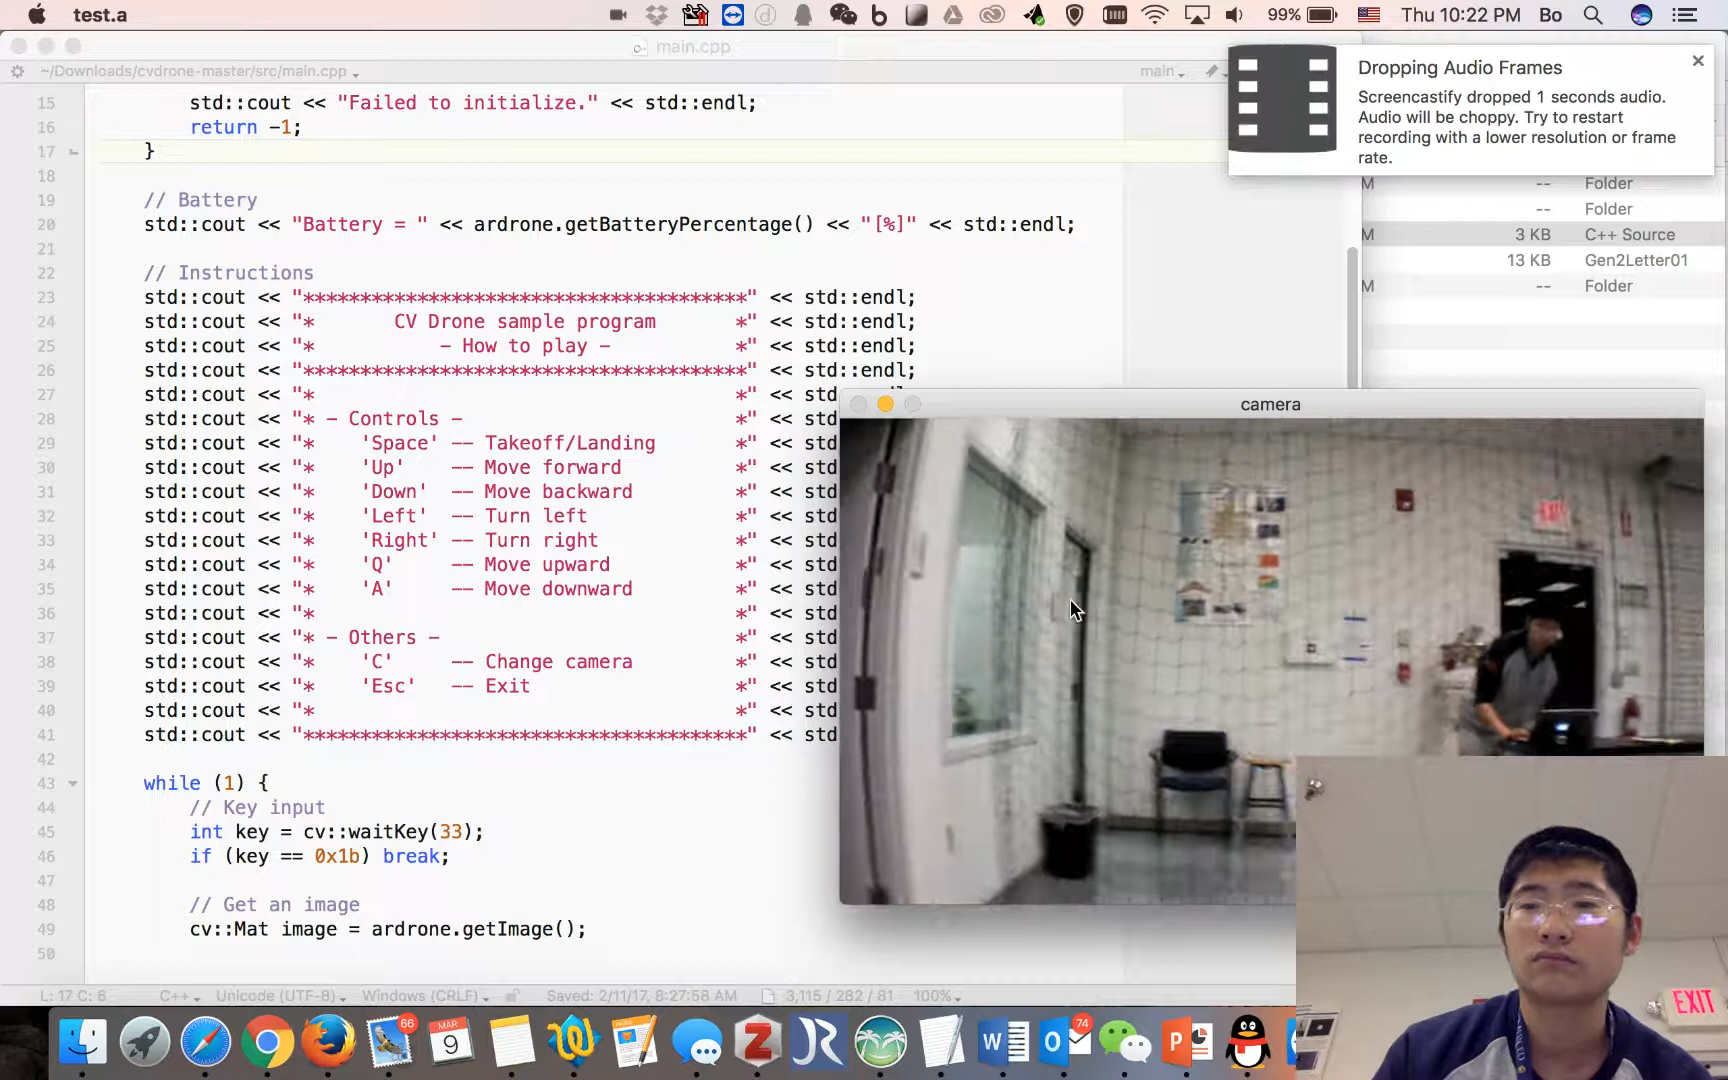 test.a
99%
Thu 10:22 PM Bo
main.cpp
~/Downloads/cvdrone-master/src/main.cpp
main
Dropping Audio Frames
Screencastify dropped 1 seconds audio.
Audio will be choppy. Try to restart
recording with a lower resolution or frame
rate.
15 std::cout << "Failed to initialize." << std::endl;
16 return -1;
17 }
18
19 // Battery
20 std::cout << "Battery = " << ardrone.getBatteryPercentage() << "[%]" << std::endl;
21
22 // Instructions
23 std::cout << "***************************************" << std::endl;
24 std::cout << "*       CV Drone sample program       *" << std::endl;
25 std::cout << "*           - How to play -           *" << std::endl;
26 std::cout << "***************************************" << std::endl;
27 std::cout << "*                                     *" << std::endl;
28 std::cout << "* - Controls -                        *" << std
29 std::cout << "*    'Space' -- Takeoff/Landing       *" << std
30 std::cout << "*    'Up'    -- Move forward          *" << std
31 std::cout << "*    'Down'  -- Move backward         *" << std
32 std::cout << "*    'Left'  -- Turn left             *" << std
33 std::cout << "*    'Right' -- Turn right            *" << std
34 std::cout << "*    'Q'     -- Move upward           *" << std
35 std::cout << "*    'A'     -- Move downward         *" << std
36 std::cout << "*                                     *" << std
37 std::cout << "* - Others -                          *" << std
38 std::cout << "*    'C'     -- Change camera         *" << std
39 std::cout << "*    'Esc'   -- Exit                  *" << std
40 std::cout << "*                                     *" << std
41 std::cout << "***************************************" << std
42
43 while (1) {
44 // Key input
45 int key = cv::waitKey(33);
46 if (key == 0x1b) break;
47
48 // Get an image
49 cv::Mat image = ardrone.getImage();
50
M -- Folder
-- Folder
M 3 KB C++ Source
13 KB Gen2Letter01
M -- Folder
camera
EXIT
EXIT
L: 17 C: 6 C++ Unicode (UTF-8) Windows (CRLF) Saved: 2/11/17, 8:27:58 AM 3,115 / 282 / 81 100%
66
MAR
9
74